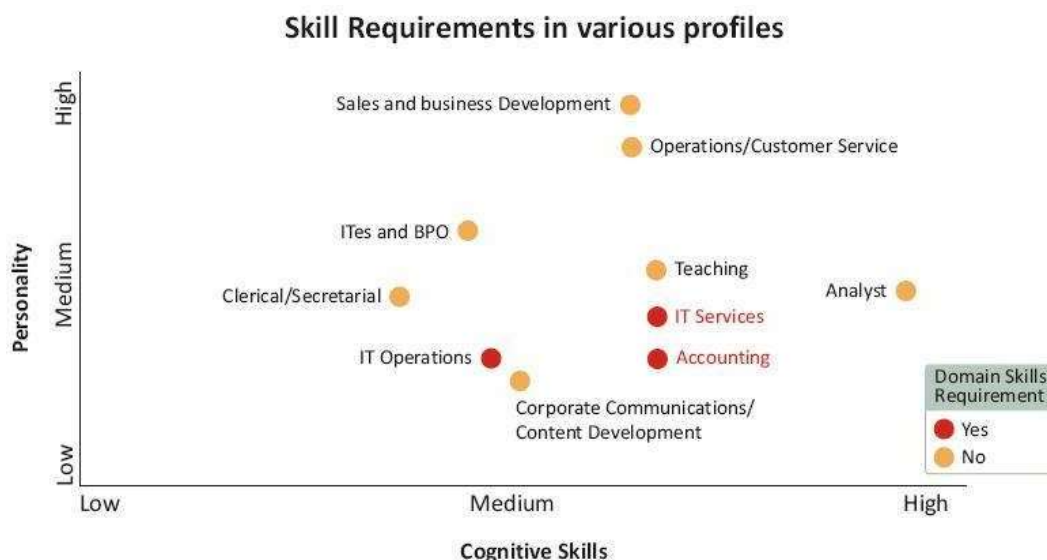 Skill Requirements in various profiles
High
Sales and business Development
Operations/Customer Service
ITes and BPO
Teaching
Medium
Personality
Clerical/Secretarial
Analyst
IT Services
IT Operations
Accounting
Corporate Communications/
Content Development
Domain Skills
Requirement
Yes
No
Low
Low
Medium
High
Cognitive Skills